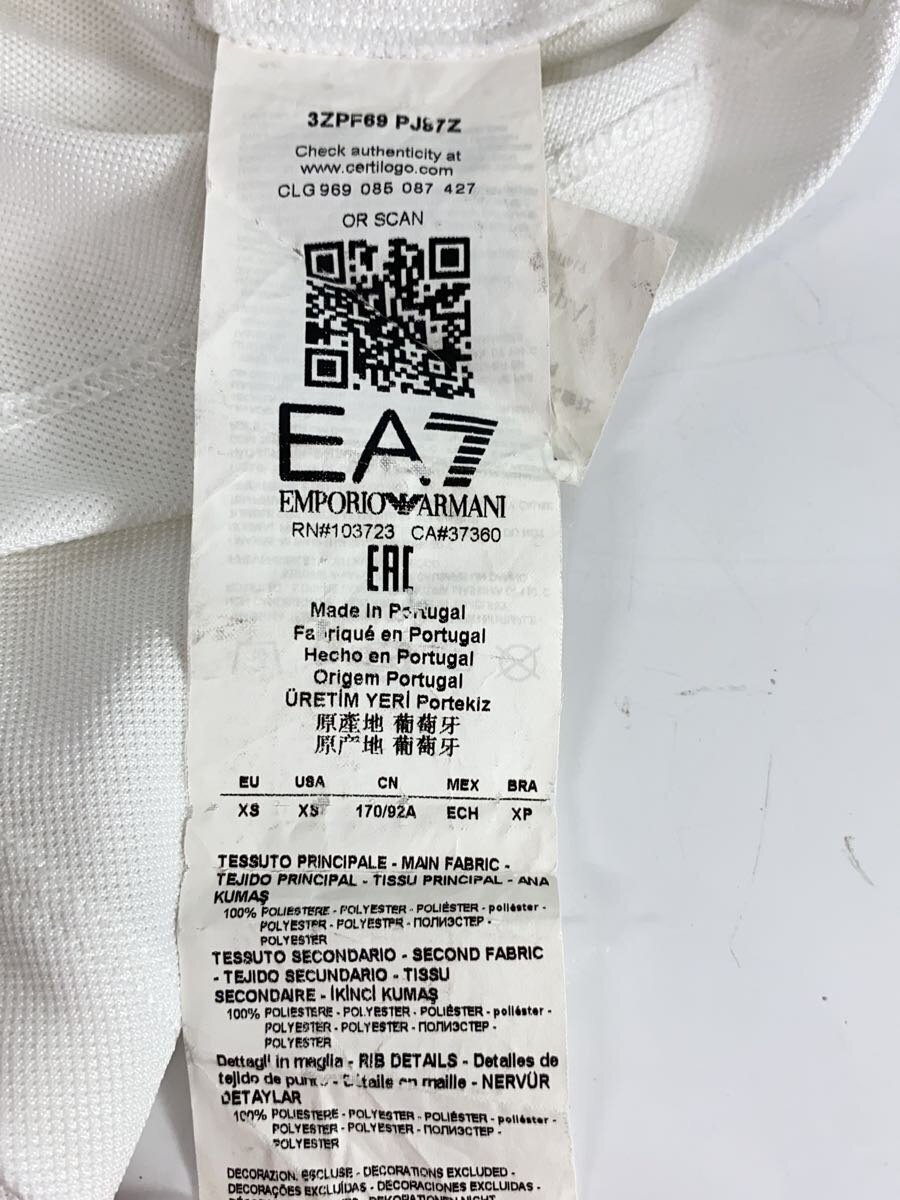 3ZPF69 PJ87Z
Check authenticity at
www.certilogo.com
CLG 969 085 087 427
OR SCAN
EA7
EMPORIO ARMANI
RN#103723 CA#37360
EAC
Made in Portugal
Fabriqué en Portugal
Hecho en Portugal
Origem Portugal
ÜRETİM YERİ Portekiz
原產地 葡萄牙
原产地 葡萄牙
EU USA CN MEX BRA
XS XS 170/92A ECH XP
TESSUTO PRINCIPALE - MAIN FABRIC -
TEJIDO PRINCIPAL - TISSU PRINCIPAL - ANA
KUMAŞ
100% POLIESTERE - POLYESTER - POLIÉSTER - poliéster -
POLYESTER - POLYESTER - ПОЛИЭСТЕР -
POLYESTER
TESSUTO SECONDARIO - SECOND FABRIC
- TEJIDO SECUNDARIO - TISSU
SECONDAIRE - İKİNCİ KUMAŞ
100% POLIESTERE - POLYESTER - POLIÉSTER - poliéster -
POLYESTER - POLYESTER - ПОЛИЭСТЕР -
POLYESTER
Dettagli in maglia - RIB DETAILS - Detalles de
tejido de punto - Détails en maille - NERVÜR
DETAYLAR
100% POLIESTERE - POLYESTER - POLIÉSTER - poliéster -
POLYESTER - POLYESTER - ПОЛИЭСТЕР -
POLYESTER
DECORAZIONI ESCLUSE - DECORATIONS EXCLUDED -
DECORAÇÕES EXCLUÍDAS - DECORACIONES EXCLUIDAS -